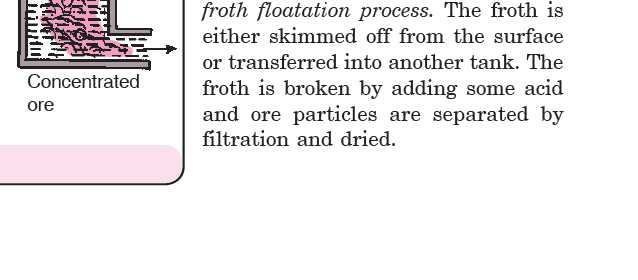 froth floatation process. The froth is
either skimmed off from the surface
or transferred into another tank. The
froth is broken by adding some acid
and ore particles are separated by
filtration and dried.
Concentrated
ore